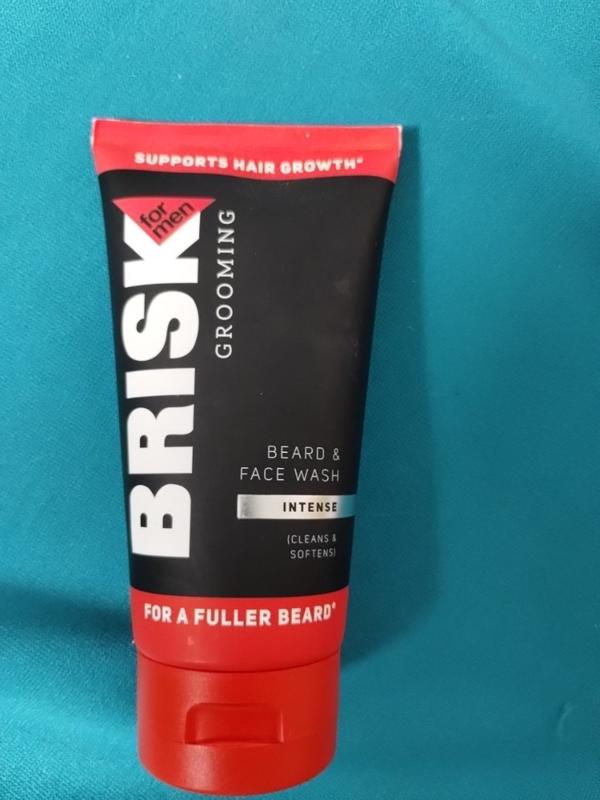 SUPPORTS HAIR GROWTH*
for
men
BRISK
GROOMING
BEARD &
FACE WASH
INTENSE
(CLEANS &
SOFTENS)
FOR A FULLER BEARD*